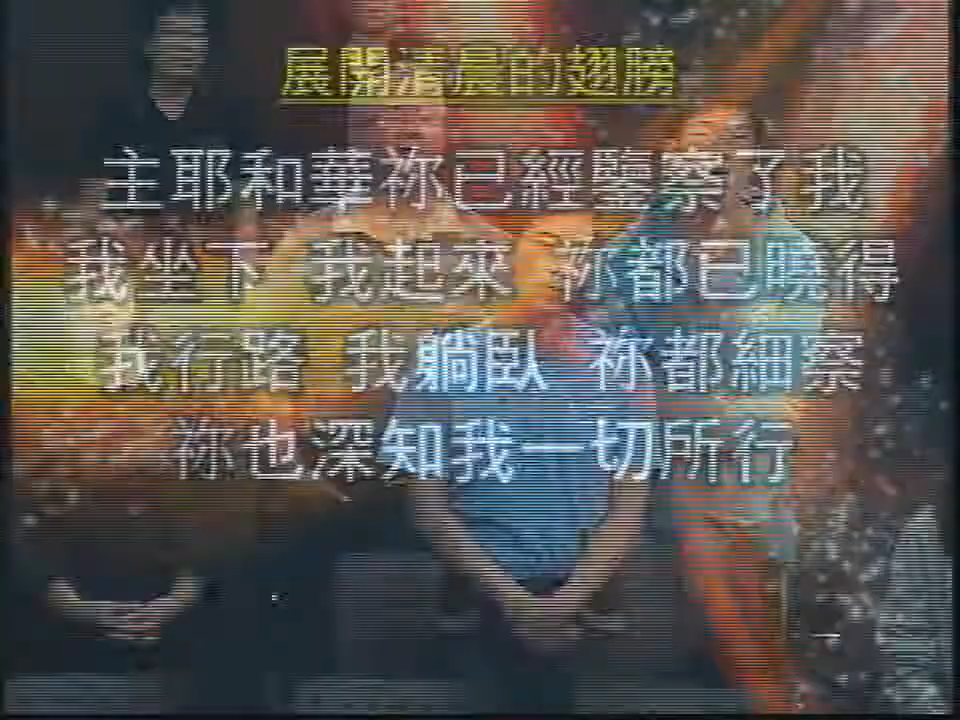 展開清晨的翅膀
主耶和華祢已經鑒察了我
我坐下 我起來 祢都已曉得
我行路 我躺臥 祢都細察
祢也深知我一切所行